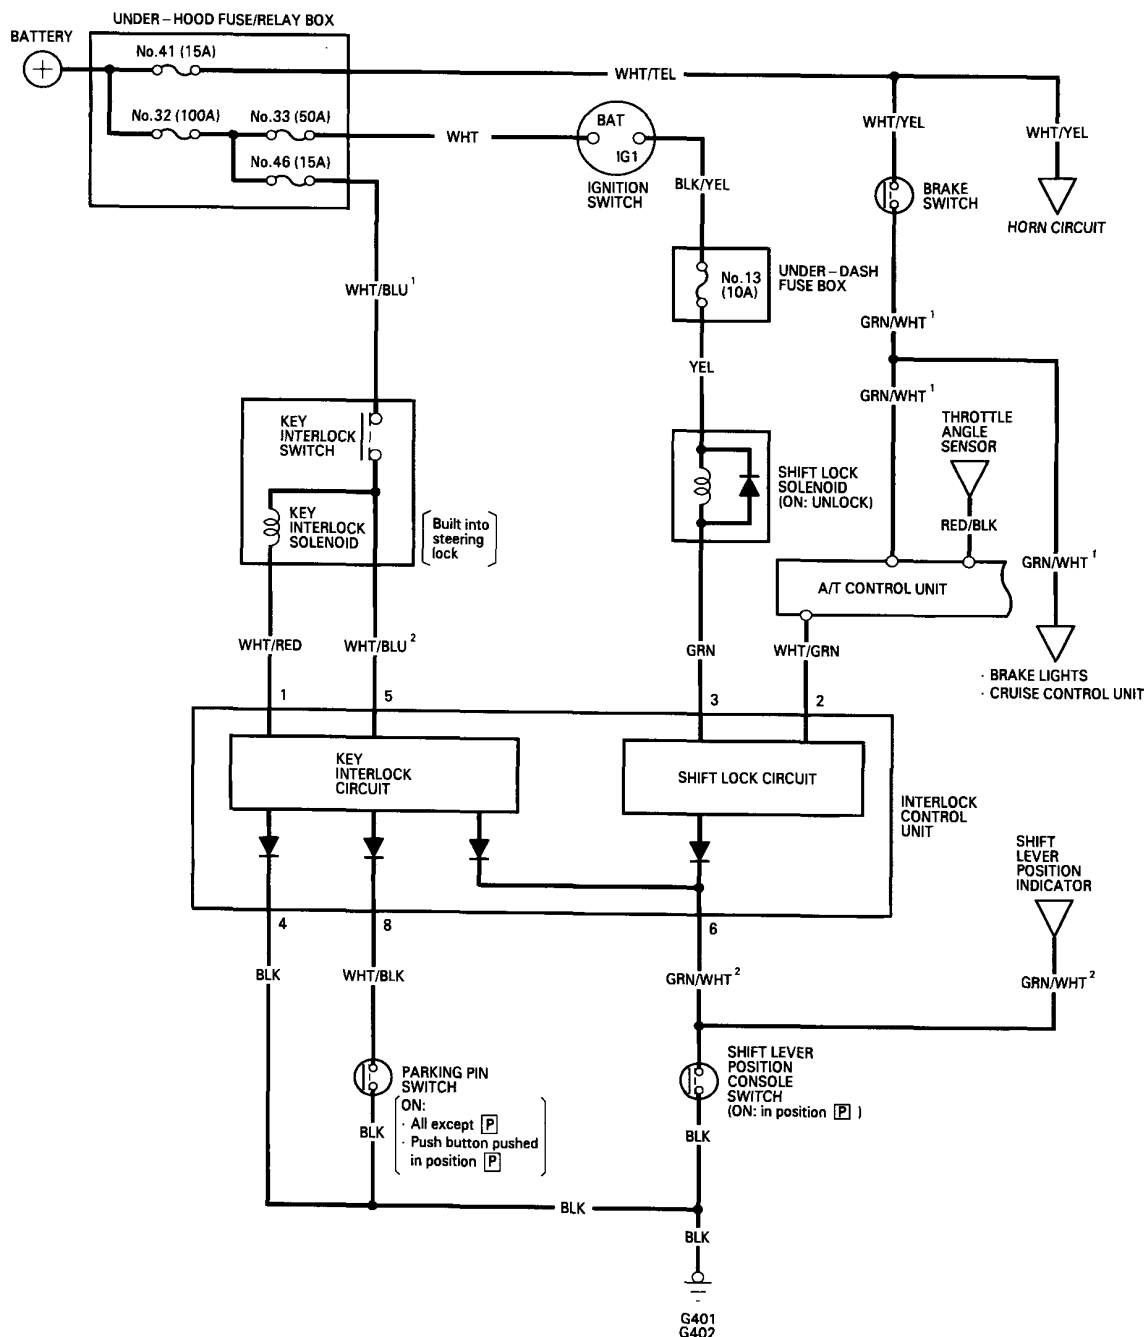 UNDER-HOOD FUSE/RELAY BOX
BATTERY
No.41 (15A)
WHT/TEL
No.32 (100A)
No.33 (50A)
WHT
BAT
IG1
IGNITION
SWITCH
No.46 (15A)
WHT/YEL
WHT/YEL
BLK/YEL
BRAKE
SWITCH
HORN CIRCUIT
WHT/BLU 1
No.13
(10A)
UNDER-DASH
FUSE BOX
GRN/WHT 1
YEL
GRN/WHT 1
KEY
INTERLOCK
SWITCH
THROTTLE
ANGLE
SENSOR
SHIFT LOCK
SOLENOID
(ON: UNLOCK)
KEY
INTERLOCK
SOLENOID
Built into
steering
lock
RED/BLK
GRN/WHT 1
A/T CONTROL UNIT
WHT/RED
WHT/BLU 2
GRN
WHT/GRN
· BRAKE LIGHTS
· CRUISE CONTROL UNIT
1
5
3
2
KEY
INTERLOCK
CIRCUIT
SHIFT LOCK CIRCUIT
INTERLOCK
CONTROL
UNIT
SHIFT
LEVER
POSITION
INDICATOR
4
8
6
BLK
WHT/BLK
GRN/WHT 2
GRN/WHT 2
PARKING PIN
SWITCH
ON:
· All except P
· Push button pushed
in position P
SHIFT LEVER
POSITION
CONSOLE
SWITCH
(ON: in position P )
BLK
BLK
BLK
BLK
G401
G402